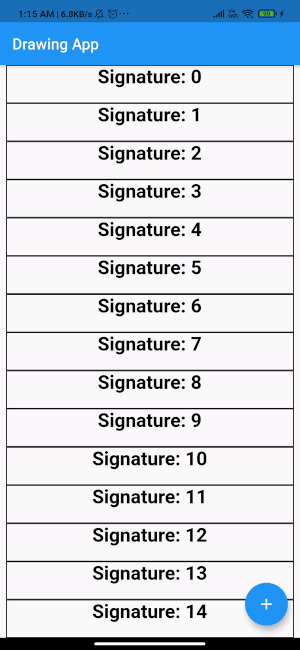 1:15 AM | 6.8KB/s
Drawing App
Signature: 0
Signature: 1
Signature: 2
Signature: 3
Signature: 4
Signature: 5
Signature: 6
Signature: 7
Signature: 8
Signature: 9
Signature: 10
Signature: 11
Signature: 12
Signature: 13
Signature: 14
+